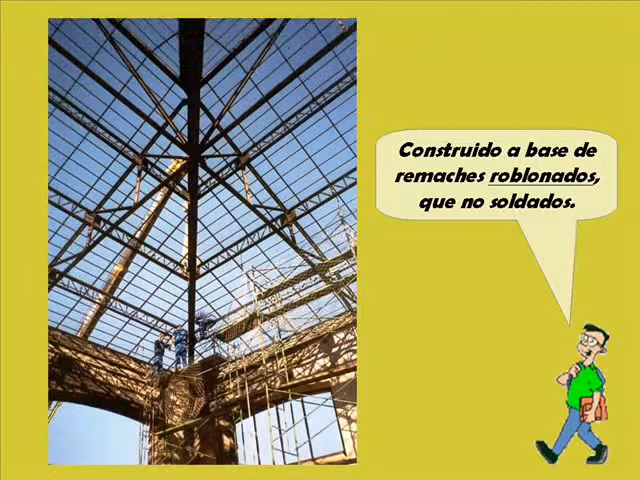 Construido a base de
remaches roblonados,
que no soldados.